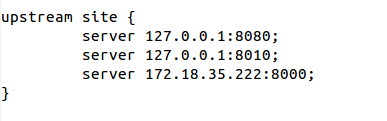 upstream site {
        server 127.0.0.1:8080;
        server 127.0.0.1:8010;
        server 172.18.35.222:8000;
}